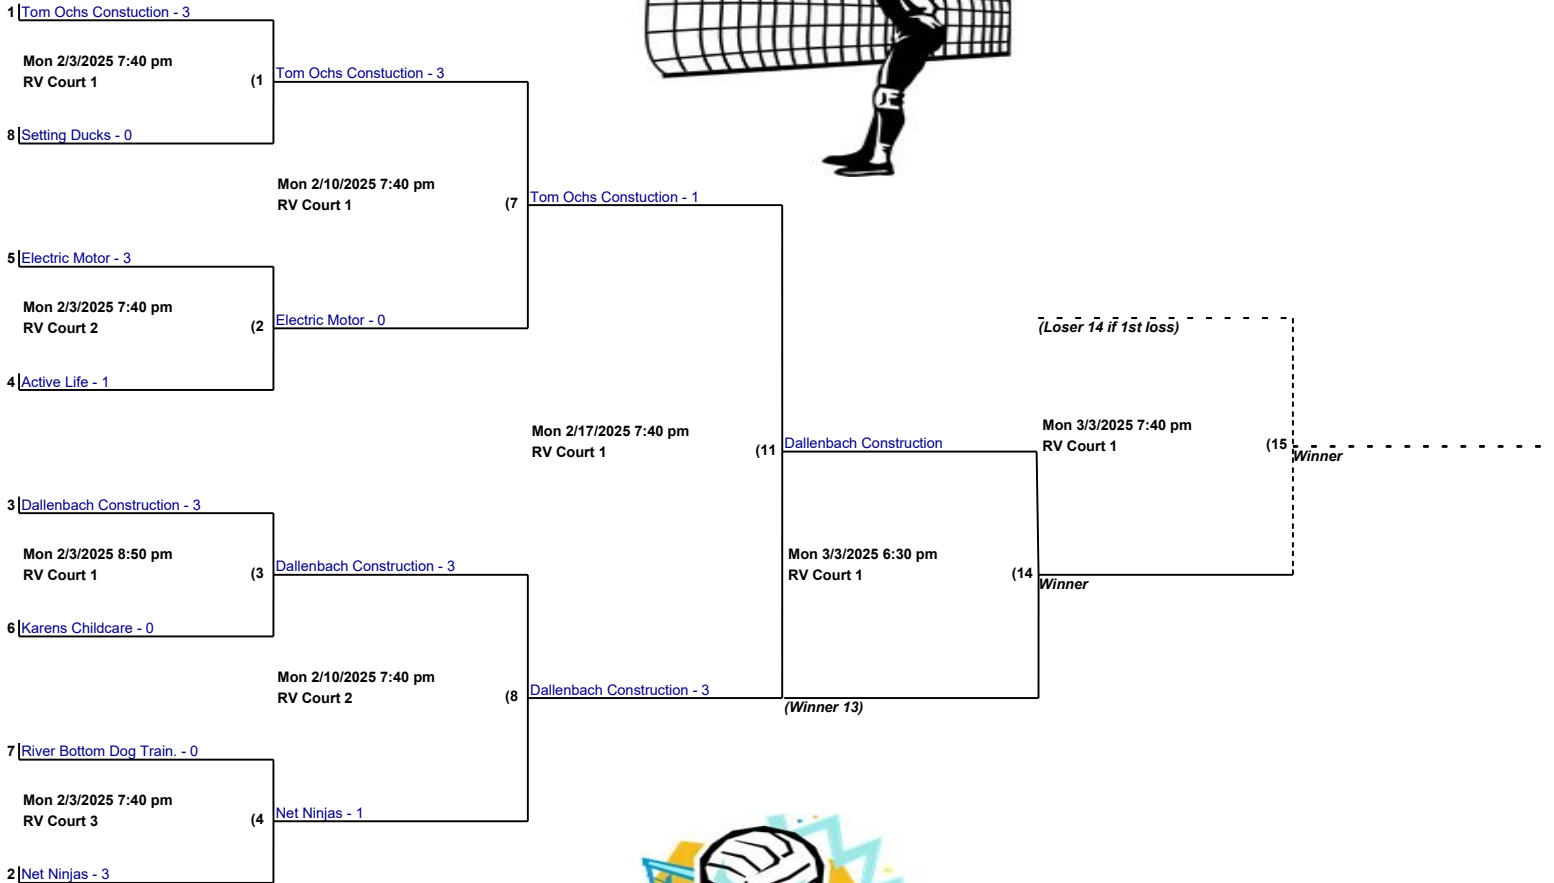 1 Tom Ochs Constuction - 3
Mon 2/3/2025 7:40 pm
RV Court 1
(1
Tom Ochs Constuction - 3
8 Setting Ducks - 0
Mon 2/10/2025 7:40 pm
RV Court 1
(7
Tom Ochs Constuction - 1
5 Electric Motor - 3
Mon 2/3/2025 7:40 pm
RV Court 2
(2
Electric Motor - 0
4 Active Life - 1
(Loser 14 if 1st loss)
Mon 2/17/2025 7:40 pm
RV Court 1
(11
Dallenbach Construction
Mon 3/3/2025 7:40 pm
RV Court 1
(15
Winner
3 Dallenbach Construction - 3
Mon 2/3/2025 8:50 pm
RV Court 1
(3
Dallenbach Construction - 3
Mon 3/3/2025 6:30 pm
RV Court 1
(14
Winner
6 Karens Childcare - 0
Mon 2/10/2025 7:40 pm
RV Court 2
(8
Dallenbach Construction - 3
(Winner 13)
7 River Bottom Dog Train. - 0
Mon 2/3/2025 7:40 pm
RV Court 3
(4
Net Ninjas - 1
2 Net Ninjas - 3